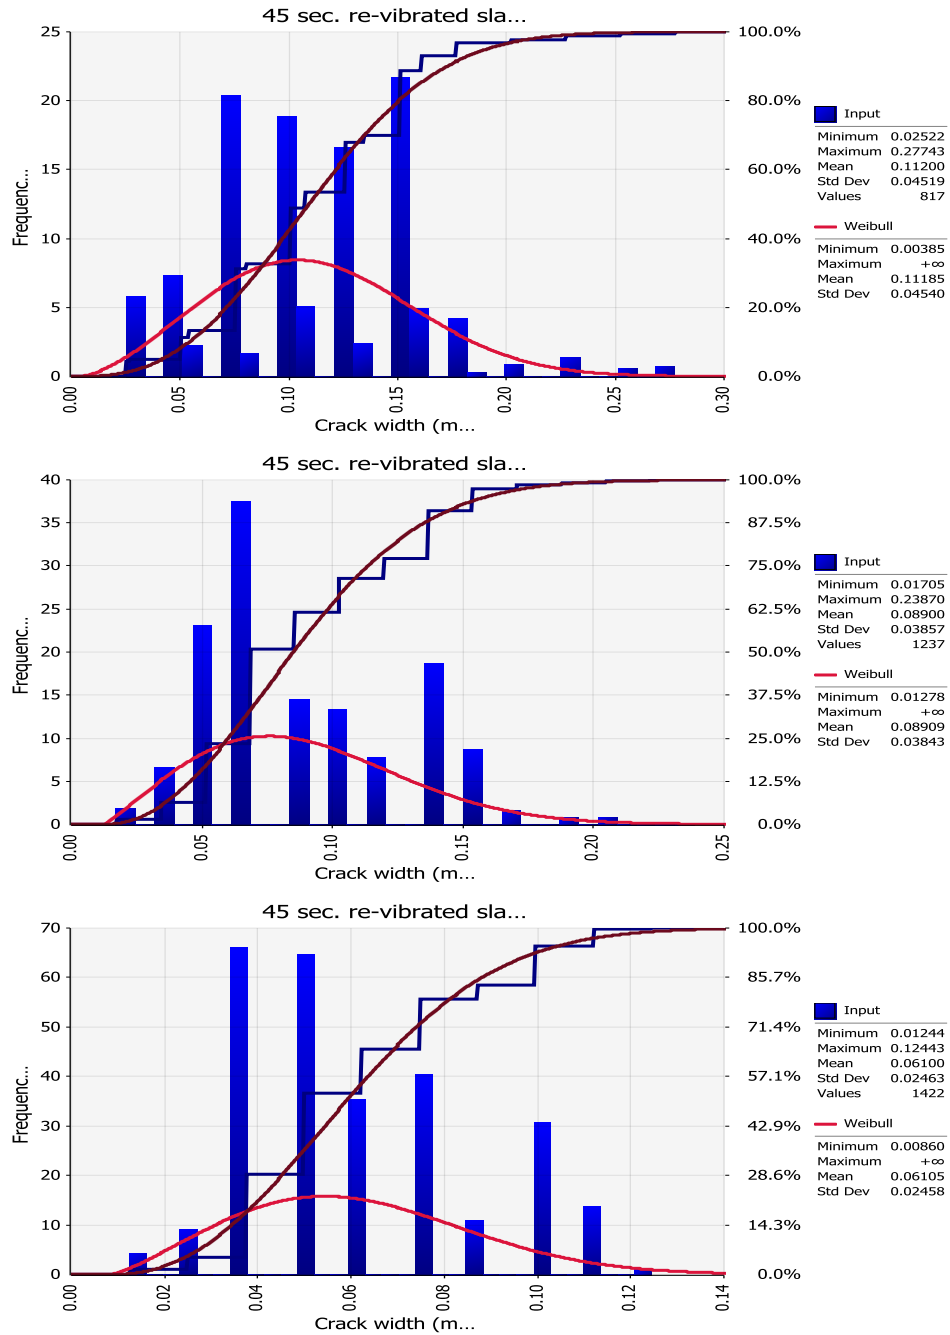 45 sec. re-vibrated sla...
25
20
15
10
5
0
Frequenc...
100.0%
80.0%
60.0%
40.0%
20.0%
0.0%
0.00 0.05 0.10 0.15 0.20 0.25 0.30
Crack width (m...
Input
Minimum 0.02522
Maximum 0.27743
Mean 0.11200
Std Dev 0.04519
Values 817
Weibull
Minimum 0.00385
Maximum +∞
Mean 0.11185
Std Dev 0.04540
45 sec. re-vibrated sla...
40
35
30
25
20
15
10
5
0
Frequenc...
100.0%
87.5%
75.0%
62.5%
50.0%
37.5%
25.0%
12.5%
0.0%
0.00 0.05 0.10 0.15 0.20 0.25
Crack width (m...
Input
Minimum 0.01705
Maximum 0.23870
Mean 0.08900
Std Dev 0.03857
Values 1237
Weibull
Minimum 0.01278
Maximum +∞
Mean 0.08909
Std Dev 0.03843
45 sec. re-vibrated sla...
70
60
50
40
30
20
10
0
Frequenc...
100.0%
85.7%
71.4%
57.1%
42.9%
28.6%
14.3%
0.0%
0.00 0.02 0.04 0.06 0.08 0.10 0.12 0.14
Crack width (m...
Input
Minimum 0.01244
Maximum 0.12443
Mean 0.06100
Std Dev 0.02463
Values 1422
Weibull
Minimum 0.00860
Maximum +∞
Mean 0.06105
Std Dev 0.02458